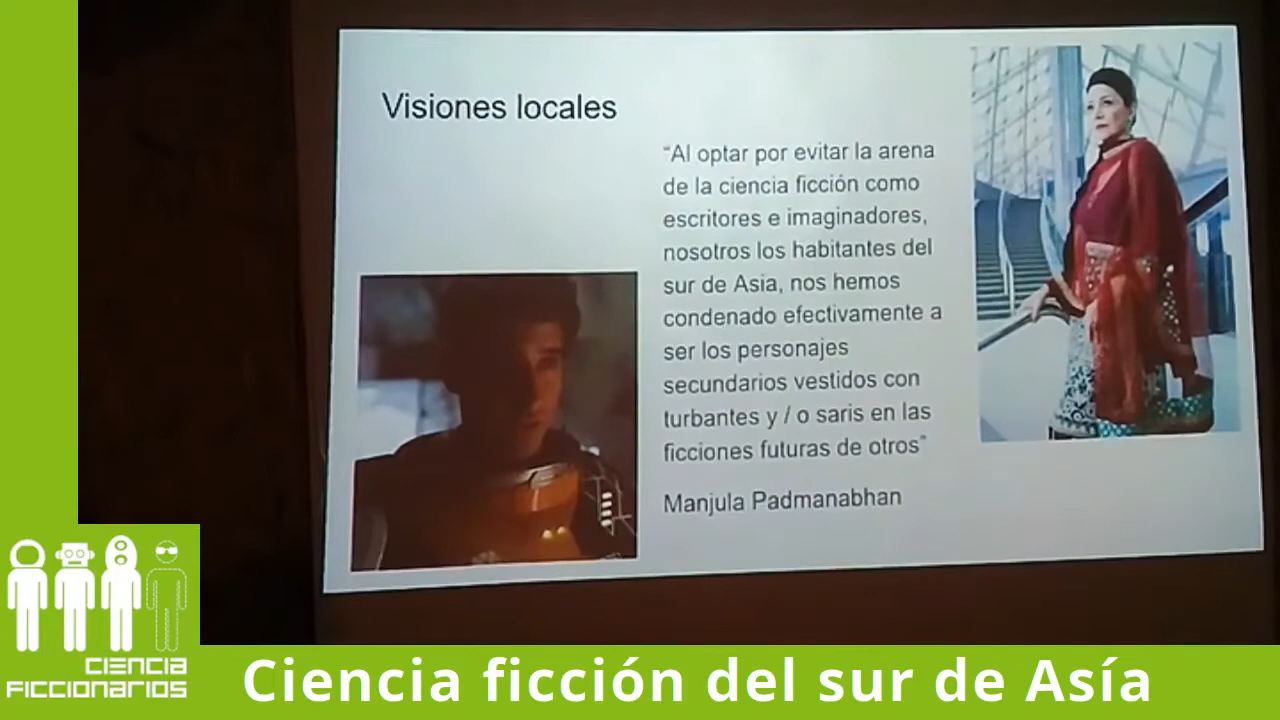 Visiones locales
“Al optar por evitar la arena
de la ciencia ficción como
escritores e imaginadores,
nosotros los habitantes del
sur de Asia, nos hemos
condenado efectivamente a
ser los personajes
secundarios vestidos con
turbantes y / o saris en las
ficciones futuras de otros”
Manjula Padmanabhan
CIENCIA
FICCIONARIOS
Ciencia ficción del sur de Asía